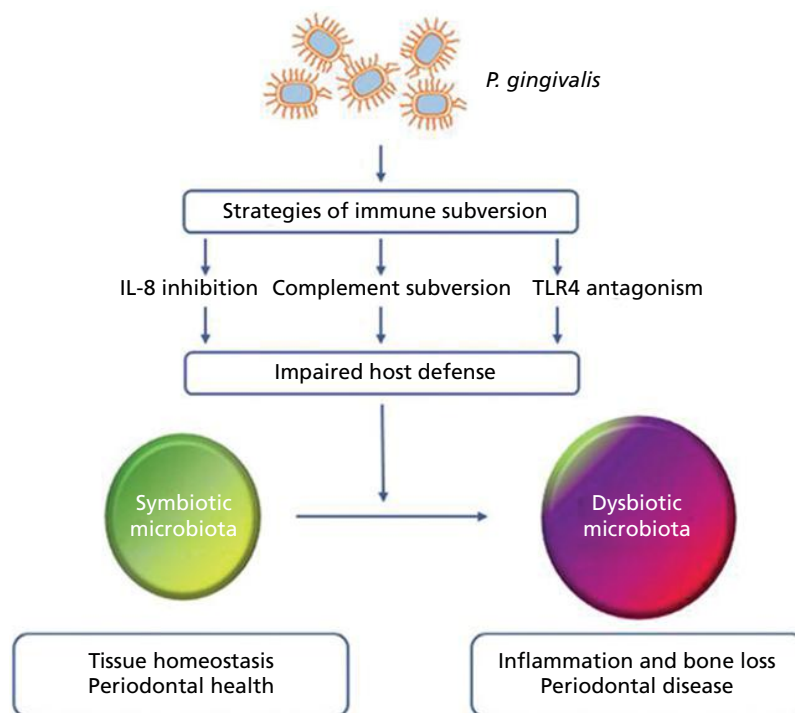 P. gingivalis
Strategies of immune subversion
IL-8 inhibition Complement subversion TLR4 antagonism
Impaired host defense
Symbiotic
microbiota
Dysbiotic
microbiota
Tissue homeostasis
Periodontal health
Inflammation and bone loss
Periodontal disease